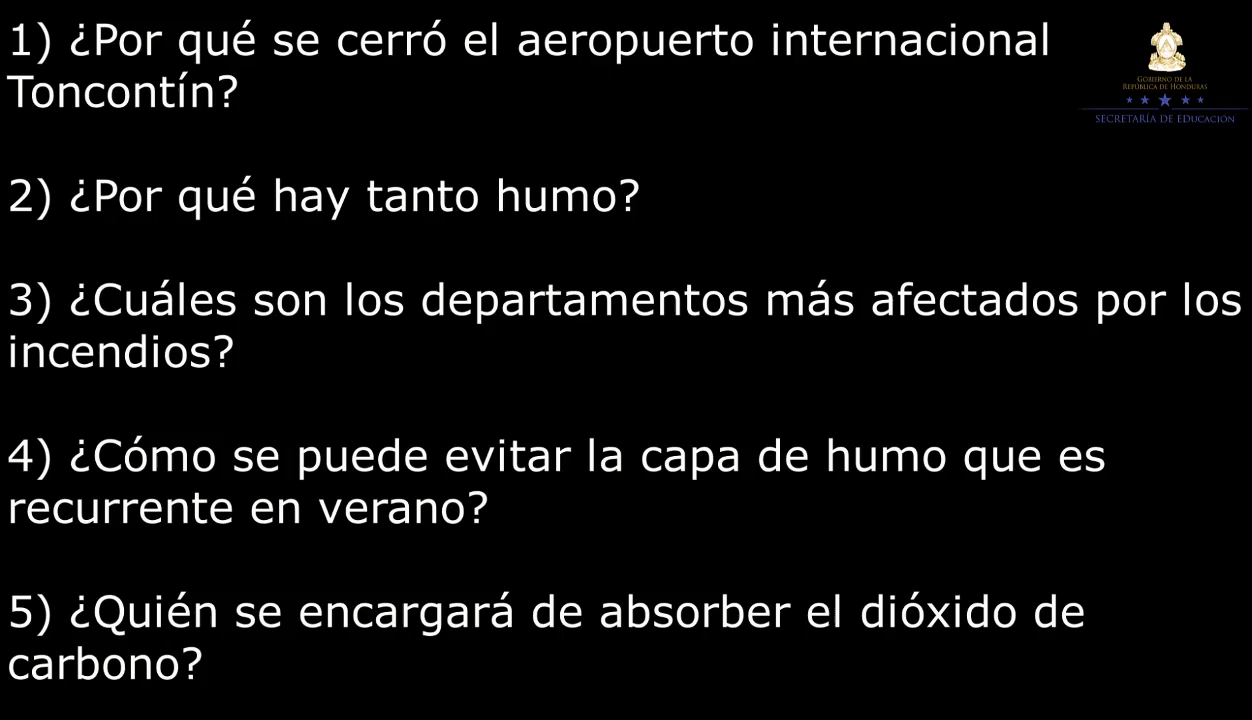 1) ¿Por qué se cerró el aeropuerto internacional
Toncontín?
GOBIERNO DE LA
REPÚBLICA DE HONDURAS
SECRETARÍA DE EDUCACIÓN
2) ¿Por qué hay tanto humo?
3) ¿Cuáles son los departamentos más afectados por los
incendios?
4) ¿Cómo se puede evitar la capa de humo que es
recurrente en verano?
5) ¿Quién se encargará de absorber el dióxido de
carbono?